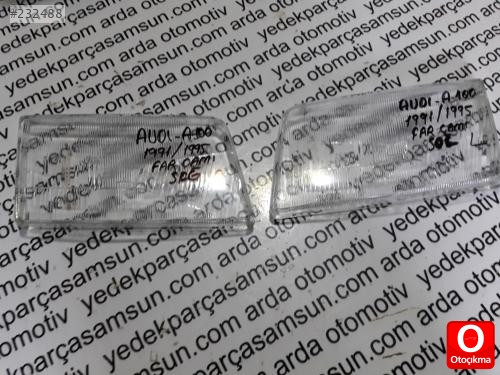 #232488
yedekparçasamsun.com arda otomotiv
AUDI-A100
1991/1995
FAR CAMI
SAG
AUDI-A100
1991/1995
FAR CAMI
SOL
Otoçıkma